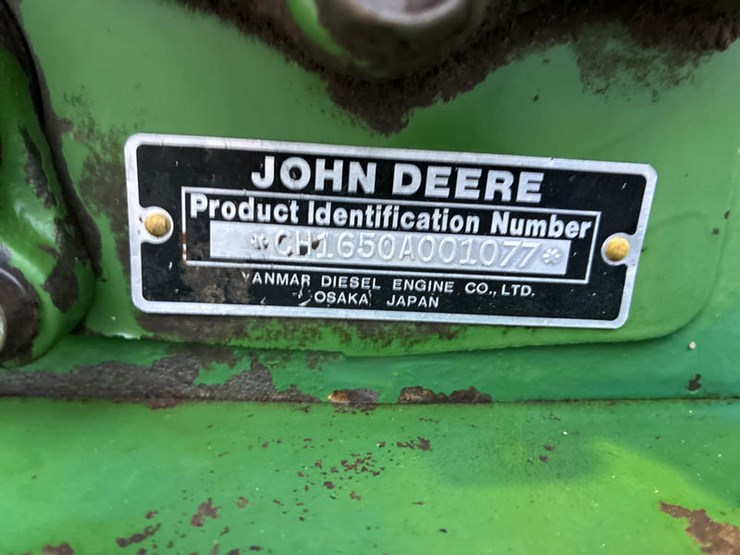 JOHN DEERE
Product Identification Number
*CH1650A001077*
YANMAR DIESEL ENGINE CO., LTD.
OSAKA JAPAN